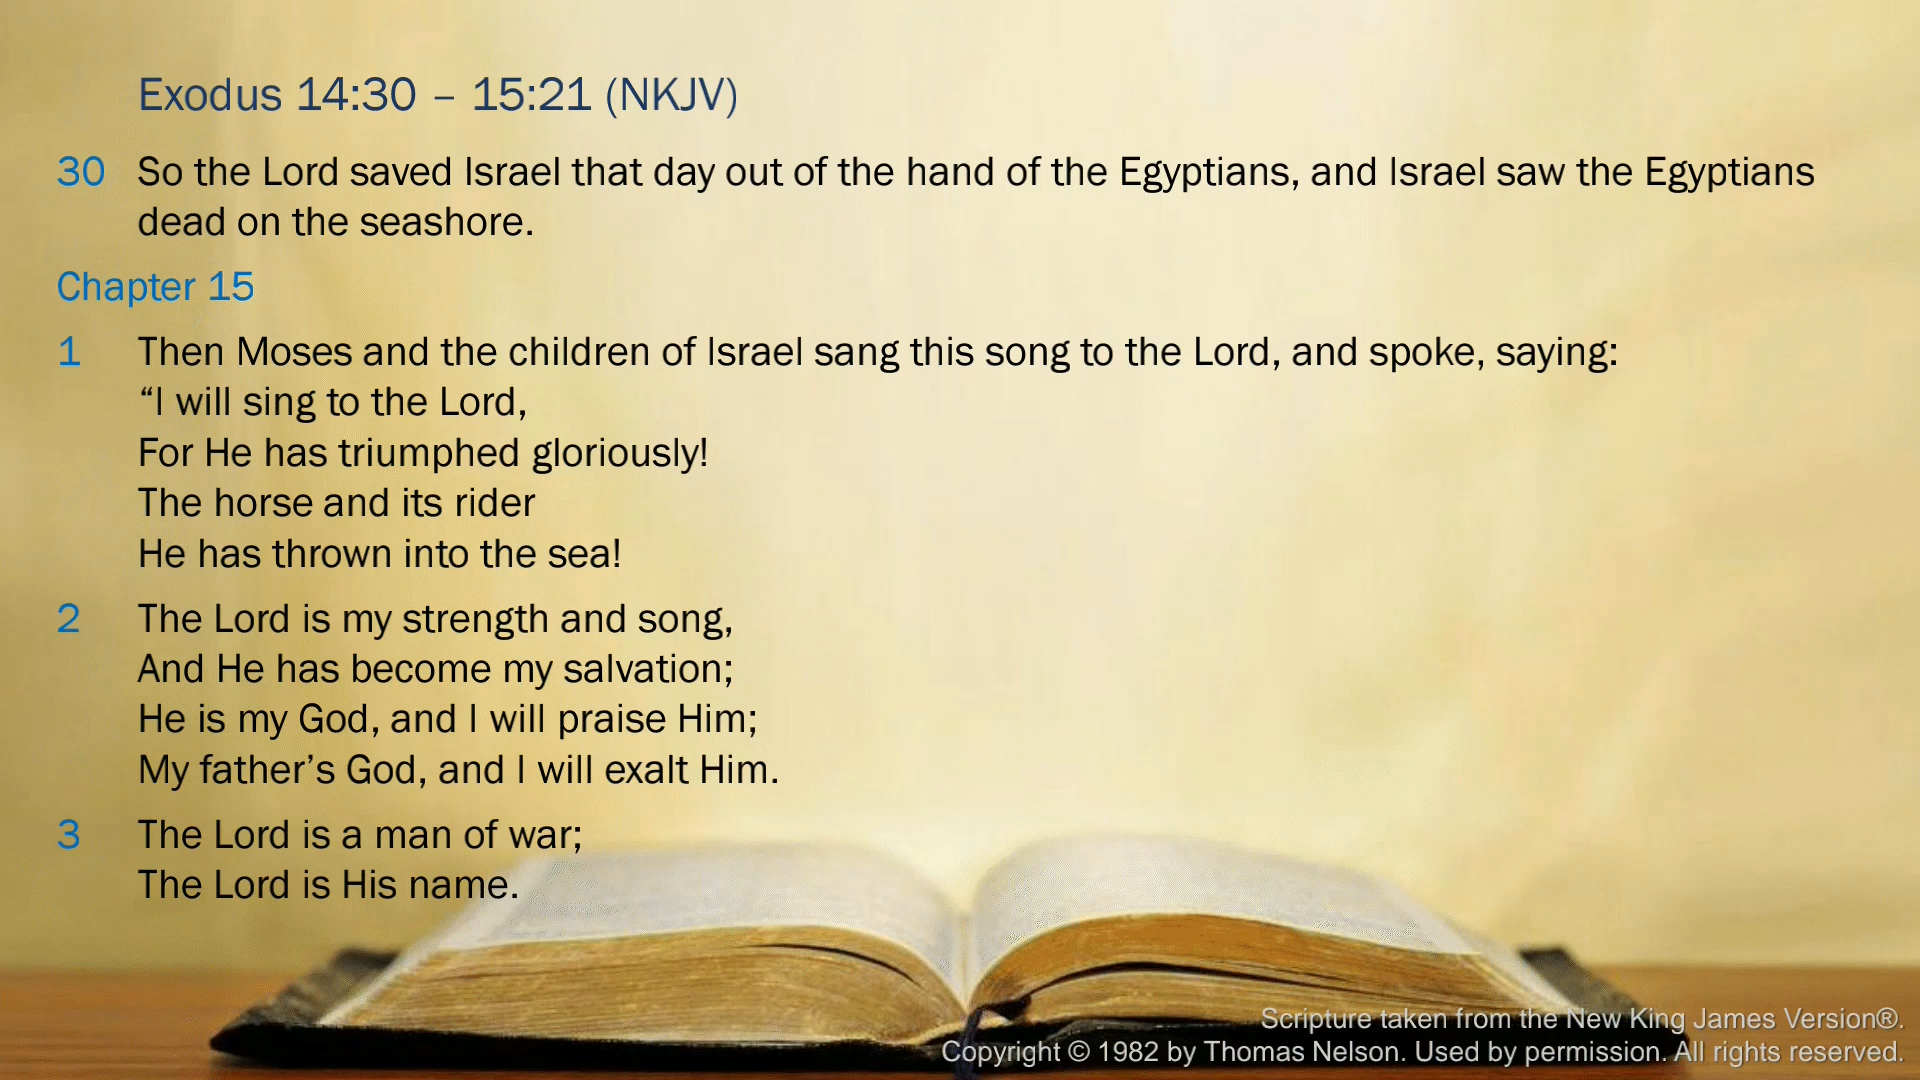 Exodus 14:30 – 15:21 (NKJV)
30 So the Lord saved Israel that day out of the hand of the Egyptians, and Israel saw the Egyptians
dead on the seashore.
Chapter 15
1 Then Moses and the children of Israel sang this song to the Lord, and spoke, saying:
“I will sing to the Lord,
For He has triumphed gloriously!
The horse and its rider
He has thrown into the sea!
2 The Lord is my strength and song,
And He has become my salvation;
He is my God, and I will praise Him;
My father’s God, and I will exalt Him.
3 The Lord is a man of war;
The Lord is His name.
Scripture taken from the New King James Version®.
Copyright © 1982 by Thomas Nelson. Used by permission. All rights reserved.